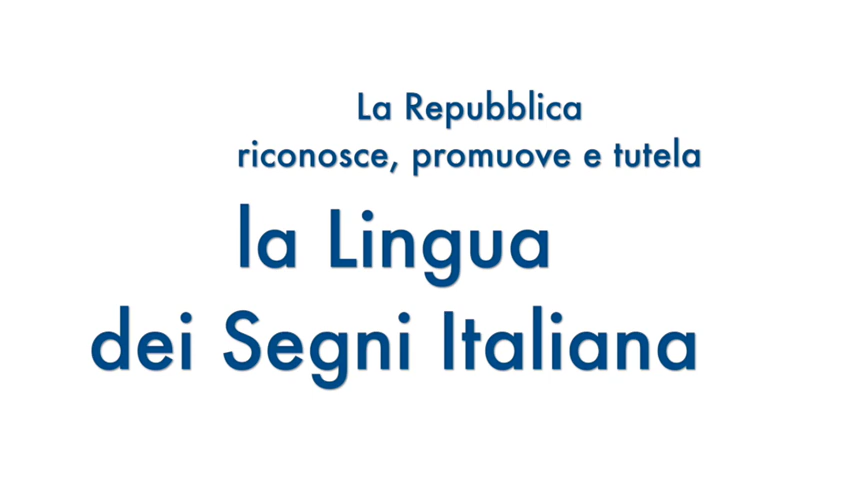 La Repubblica
riconosce, promuove e tutela
la Lingua
dei Segni Italiana